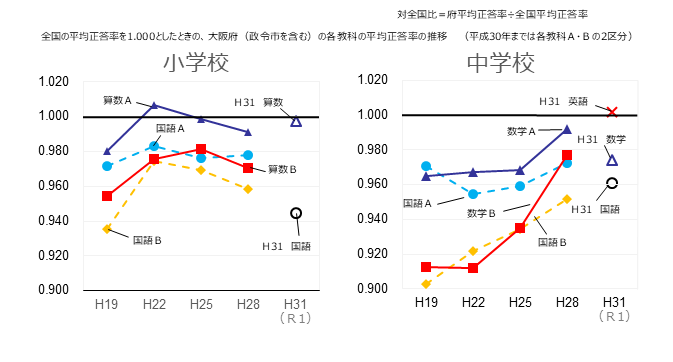 対全国比＝府平均正答率÷全国平均正答率
全国の平均正答率を1.000としたときの、大阪府（政令市を含む）の各教科の平均正答率の推移　（平成30年までは各教科A・Bの2区分）
小学校
1.020
1.000
0.980
0.960
0.940
0.920
0.900
算数A
国語A
H31 算数
算数B
国語B
H31 国語
H19 H22 H25 H28 H31
（R1）
中学校
1.020
1.000
0.980
0.960
0.940
0.920
0.900
H31 英語
数学A
H31 数学
国語A
数学B
H31 国語
国語B
H19 H22 H25 H28 H31
（R1）